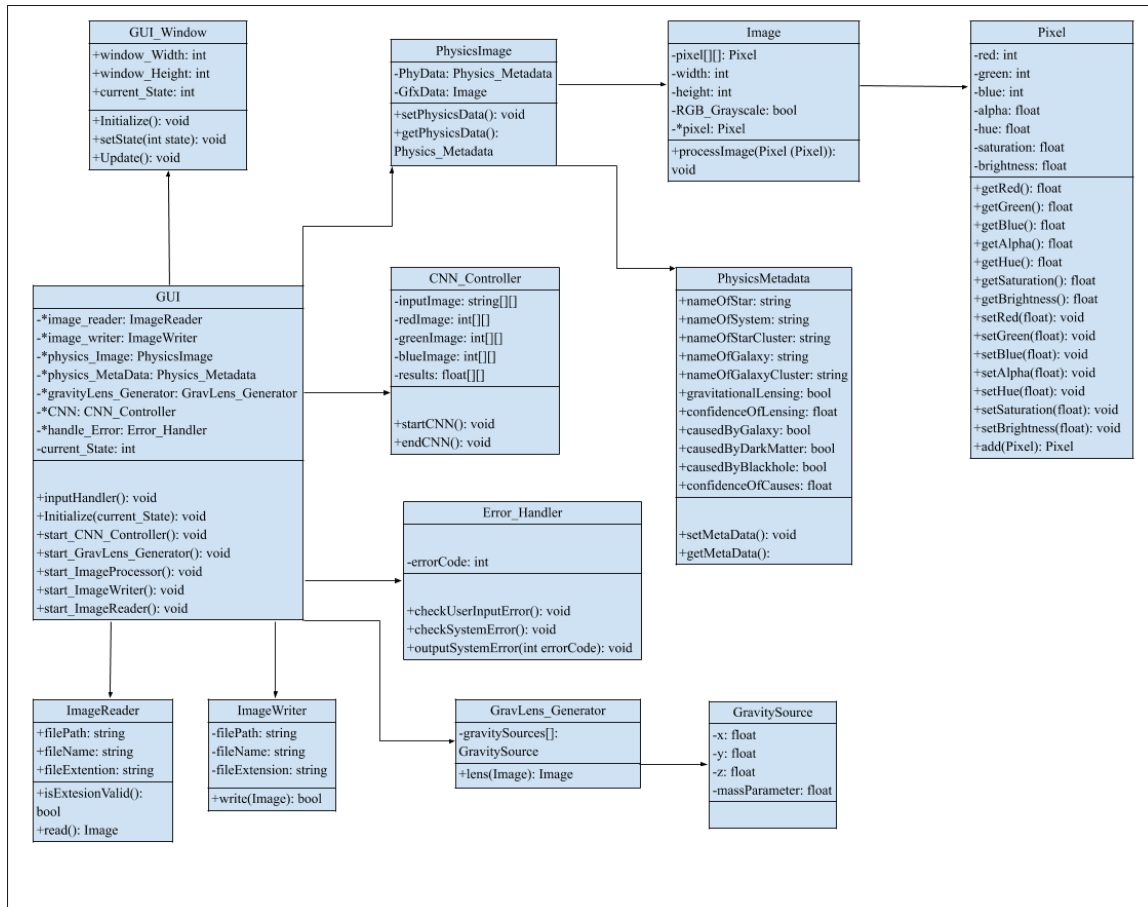 GUI_Window
+window_Width: int
+window_Height: int
+current_State: int
+Initialize(): void
+setState(int state): void
+Update(): void
PhysicsImage
-PhyData: Physics_Metadata
-GfxData: Image
+setPhysicsData(): void
+getPhysicsData():
Physics_Metadata
Image
-pixel[][]: Pixel
-width: int
-height: int
-RGB_Grayscale: bool
-*pixel: Pixel
+processImage(Pixel (Pixel)):
void
Pixel
-red: int
-green: int
-blue: int
-alpha: float
-hue: float
-saturation: float
-brightness: float
+getRed(): float
+getGreen(): float
+getBlue(): float
+getAlpha(): float
+getHue(): float
+getSaturation(): float
+getBrightness(): float
+setRed(float): void
+setGreen(float): void
+setBlue(float): void
+setAlpha(float): void
+setHue(float): void
+setSaturation(float): void
+setBrightness(float): void
+add(Pixel): Pixel
GUI
-*image_reader: ImageReader
-*image_writer: ImageWriter
-*physics_Image: PhysicsImage
-*physics_MetaData: Physics_Metadata
-*gravityLens_Generator: GravLens_Generator
-*CNN: CNN_Controller
-*handle_Error: Error_Handler
-current_State: int
+inputHandler(): void
+Initialize(current_State): void
+start_CNN_Controller(): void
+start_GravLens_Generator(): void
+start_ImageProcessor(): void
+start_ImageWriter(): void
+start_ImageReader(): void
CNN_Controller
-inputImage: string[][]
-redImage: int[][]
-greenImage: int[][]
-blueImage: int[][]
-results: float[][]
+startCNN(): void
+endCNN(): void
PhysicsMetadata
+nameOfStar: string
+nameOfSystem: string
+nameOfStarCluster: string
+nameOfGalaxy: string
+nameOfGalaxyCluster: string
+gravitationalLensing: bool
+confidenceOfLensing: float
+causedByGalaxy: bool
+causedByDarkMatter: bool
+causedByBlackhole: bool
+confidenceOfCauses: float
+setMetaData(): void
+getMetaData():
Error_Handler
-errorCode: int
+checkUserInputError(): void
+checkSystemError(): void
+outputSystemError(int errorCode): void
ImageReader
+filePath: string
+fileName: string
+fileExtention: string
+isExtesionValid():
bool
+read(): Image
ImageWriter
-filePath: string
-fileName: string
-fileExtension: string
+write(Image): bool
GravLens_Generator
-gravitySources[]:
GravitySource
+lens(Image): Image
GravitySource
-x: float
-y: float
-z: float
-massParameter: float